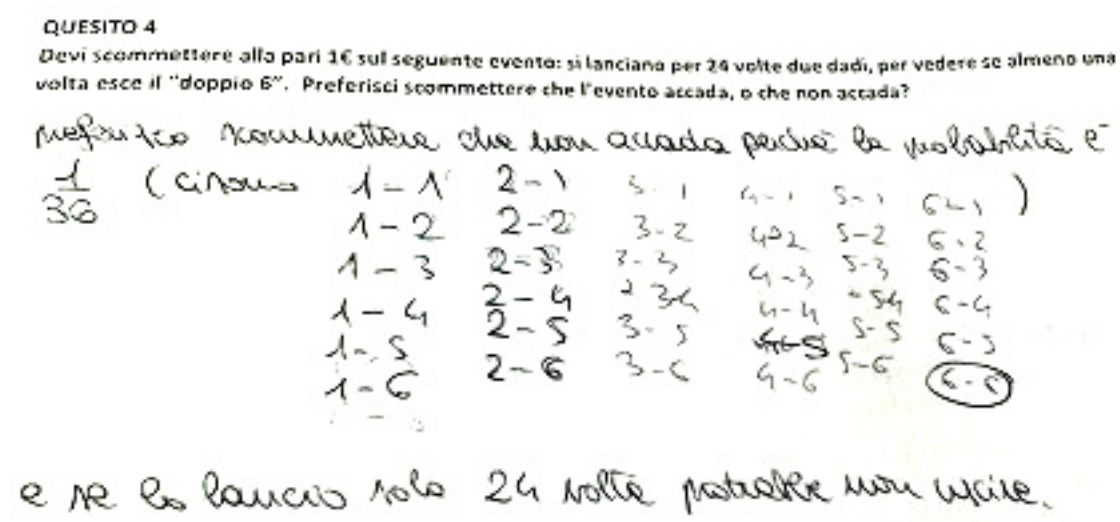 QUESITO 4
Devi scommettere alla pari 1€ sul seguente evento: si lanciano per 24 volte due dadi, per vedere se almeno una
volta esce il "doppio 6". Preferisci scommettere che l'evento accada, o che non accada?
preferisco scommettere che non accada perché la probabilità è
1/36 (ci sono 1-1 2-1 3-1 4-1 5-1 6-1 )
1-2 2-2 3-2 4-2 5-2 6-2
1-3 2-3 3-3 4-3 5-3 6-3
1-4 2-4 3-4 4-4 5-4 6-4
1-5 2-5 3-5 4-5 5-5 6-5
1-6 2-6 3-6 4-6 5-6 6-6
e se lo lancio solo 24 volte potrebbe non uscire.